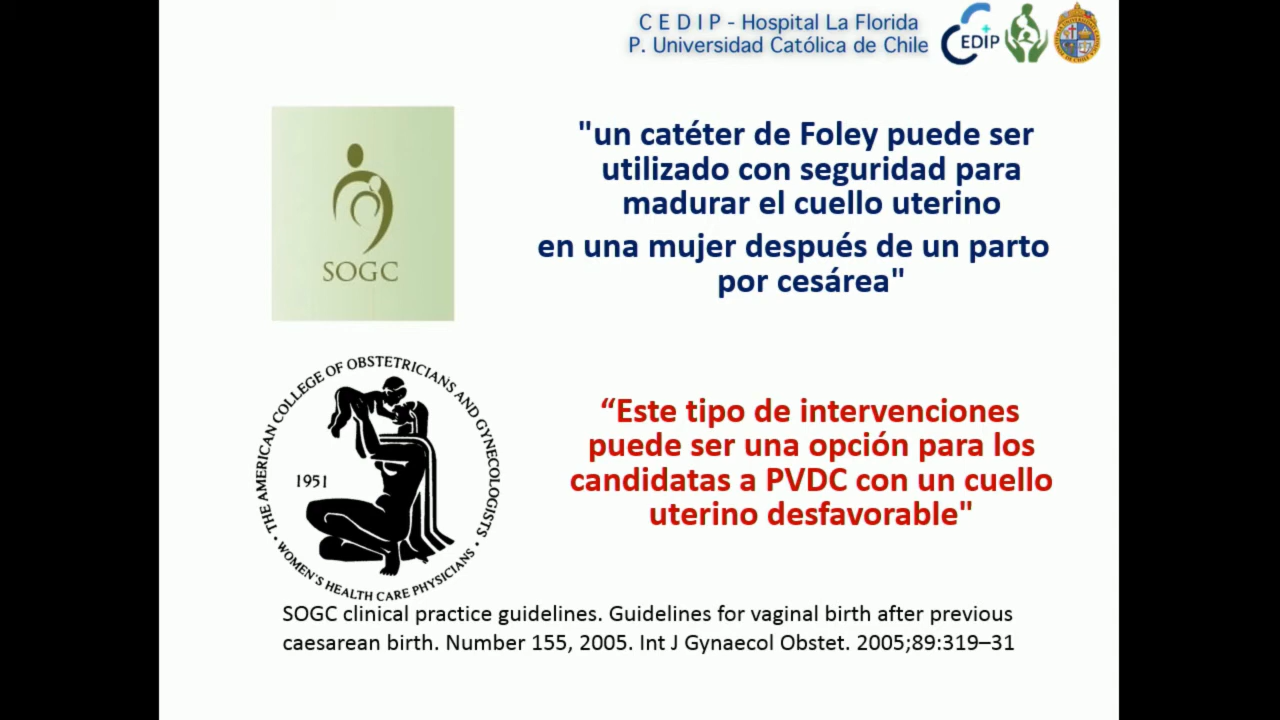 C E D I P - Hospital La Florida
P. Universidad Católica de Chile
CEDIP
"un catéter de Foley puede ser
utilizado con seguridad para
madurar el cuello uterino
en una mujer después de un parto
por cesárea"
SOGC
THE AMERICAN COLLEGE OF OBSTETRICIANS AND GYNECOLOGISTS
1951
• WOMEN'S HEALTH CARE PHYSICIANS •
“Este tipo de intervenciones
puede ser una opción para los
candidatas a PVDC con un cuello
uterino desfavorable"
SOGC clinical practice guidelines. Guidelines for vaginal birth after previous
caesarean birth. Number 155, 2005. Int J Gynaecol Obstet. 2005;89:319–31